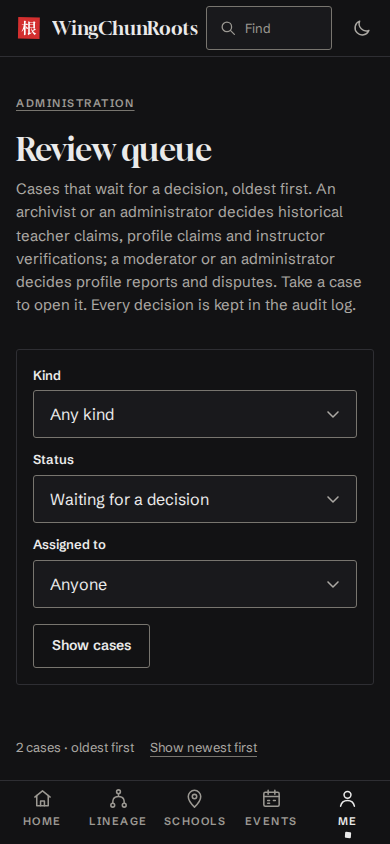 根 WingChunRoots Find
ADMINISTRATION
Review queue
Cases that wait for a decision, oldest first. An
archivist or an administrator decides historical
teacher claims, profile claims and instructor
verifications; a moderator or an administrator
decides profile reports and disputes. Take a case
to open it. Every decision is kept in the audit log.
Kind
Any kind
Status
Waiting for a decision
Assigned to
Anyone
Show cases
2 cases · oldest first Show newest first
HOME LINEAGE SCHOOLS EVENTS ME